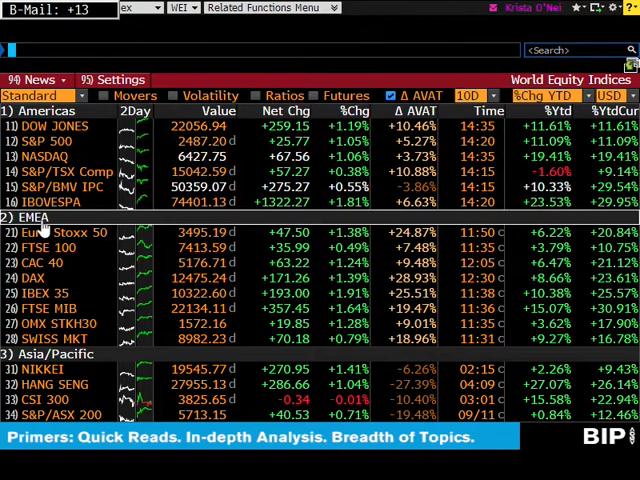 B-Mail: +13
ex WEI Related Functions Menu Krista O'Nei
<Search>
94) News 95) Settings World Equity Indices
Standard Movers Volatility Ratios Futures Δ AVAT 10D %Chg YTD USD
1) Americas 2Day Value Net Chg %Chg Δ AVAT Time %Ytd %YtdCur
11) DOW JONES 22056.94 +259.15 +1.19% +10.46% 14:35 +11.61% +11.61%
12) S&P 500 2487.20 d +25.77 +1.05% +5.27% 14:20 +11.09% +11.09%
13) NASDAQ 6427.75 +67.56 +1.06% +3.73% 14:35 +19.41% +19.41%
14) S&P/TSX Comp 15042.59 d +57.27 +0.38% +10.88% 14:15 -1.60% +9.14%
15) S&P/BMV IPC 50359.07 d +275.27 +0.55% -3.86% 14:15 +10.33% +29.54%
16) IBOVESPA 74401.13 d +1322.27 +1.81% +6.63% 14:20 +23.53% +29.57%
2) EMEA
21) Euro Stoxx 50 3495.19 d +47.50 +1.38% +24.87% 11:50 c +6.22% +20.84%
22) FTSE 100 7413.59 d +35.99 +0.49% +7.48% 11:35 c +3.79% +10.75%
23) CAC 40 5176.71 d +63.22 +1.24% +9.48% 12:05 c +6.47% +21.12%
24) DAX 12475.24 d +171.26 +1.39% +28.93% 12:30 c +8.66% +23.61%
25) IBEX 35 10322.60 d +193.00 +1.91% +25.51% 11:38 c +10.38% +25.57%
26) FTSE MIB 22134.11 d +357.45 +1.64% +9.47% 11:36 c +15.07% +30.91%
27) OMX STKH30 1572.16 +19.85 +1.28% +9.01% 11:35 c +3.62% +17.90%
28) SWISS MKT 8982.23 d +70.18 +0.79% +18.96% 11:31 c +9.27% +16.78%
3) Asia/Pacific
31) NIKKEI 19545.77 d +270.95 +1.41% -6.26% 02:15 c +2.26% +9.43%
32) HANG SENG 27955.13 d +286.66 +1.04% -27.39% 04:09 c +27.07% +26.14%
33) CSI 300 3825.65 d -0.34 -0.01% -10.40% 03:01 c +15.58% +22.94%
34) S&P/ASX 200 5713.15 +40.53 +0.71% -19.48% 09/11 c +0.84% +12.46%
Primers: Quick Reads. In-depth Analysis. Breadth of Topics. BIP